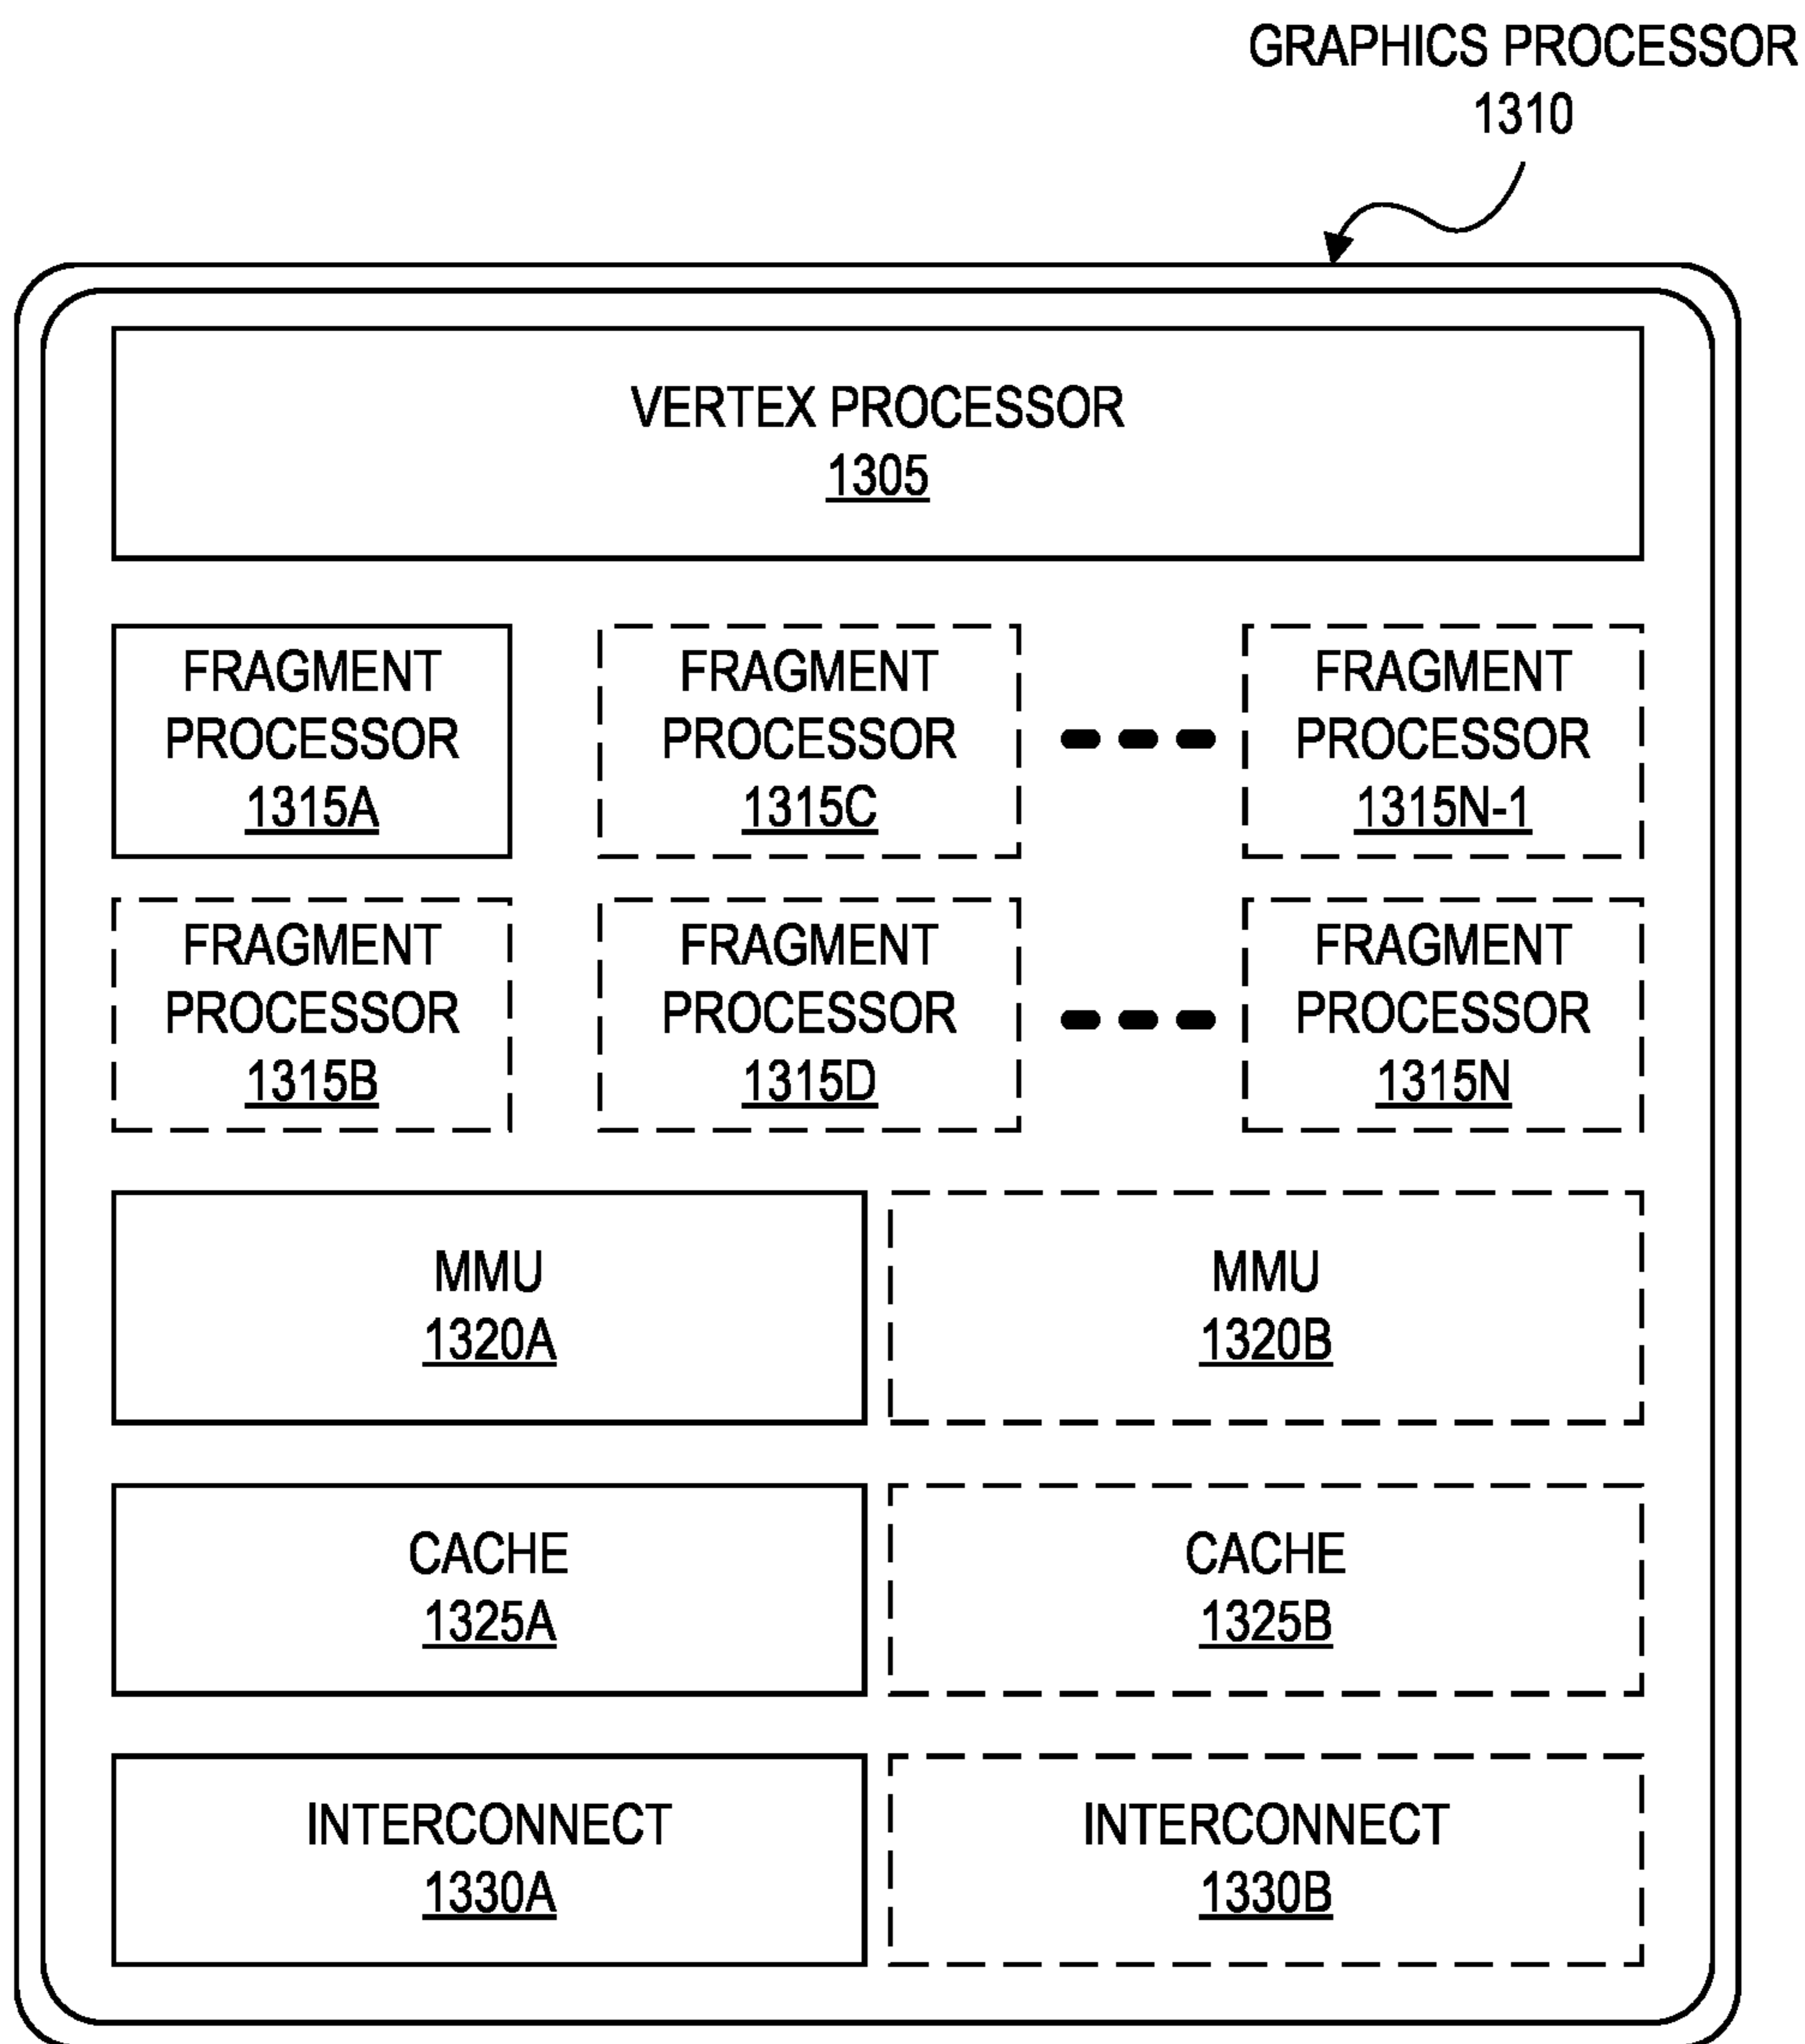 GRAPHICS PROCESSOR
1310
VERTEX PROCESSOR
1305
FRAGMENT
PROCESSOR
1315A
FRAGMENT
PROCESSOR
1315C
FRAGMENT
PROCESSOR
1315N-1
FRAGMENT
PROCESSOR
1315B
FRAGMENT
PROCESSOR
1315D
FRAGMENT
PROCESSOR
1315N
MMU
1320A
MMU
1320B
CACHE
1325A
CACHE
1325B
INTERCONNECT
1330A
INTERCONNECT
1330B